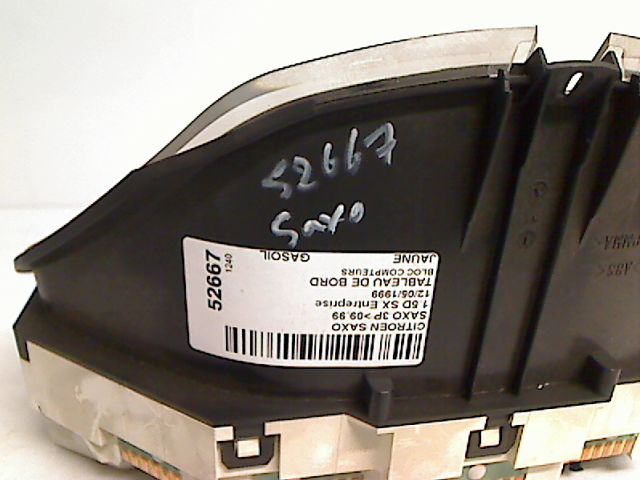 52667
Saxo
CITROEN SAXO
SAXO 3P >09.99
1.5D SX Entreprise
12/05/1999
TABLEAU DE BORD
BLOC COMPTEURS
JAUNE
GASOIL
52667
1240
>ABS<